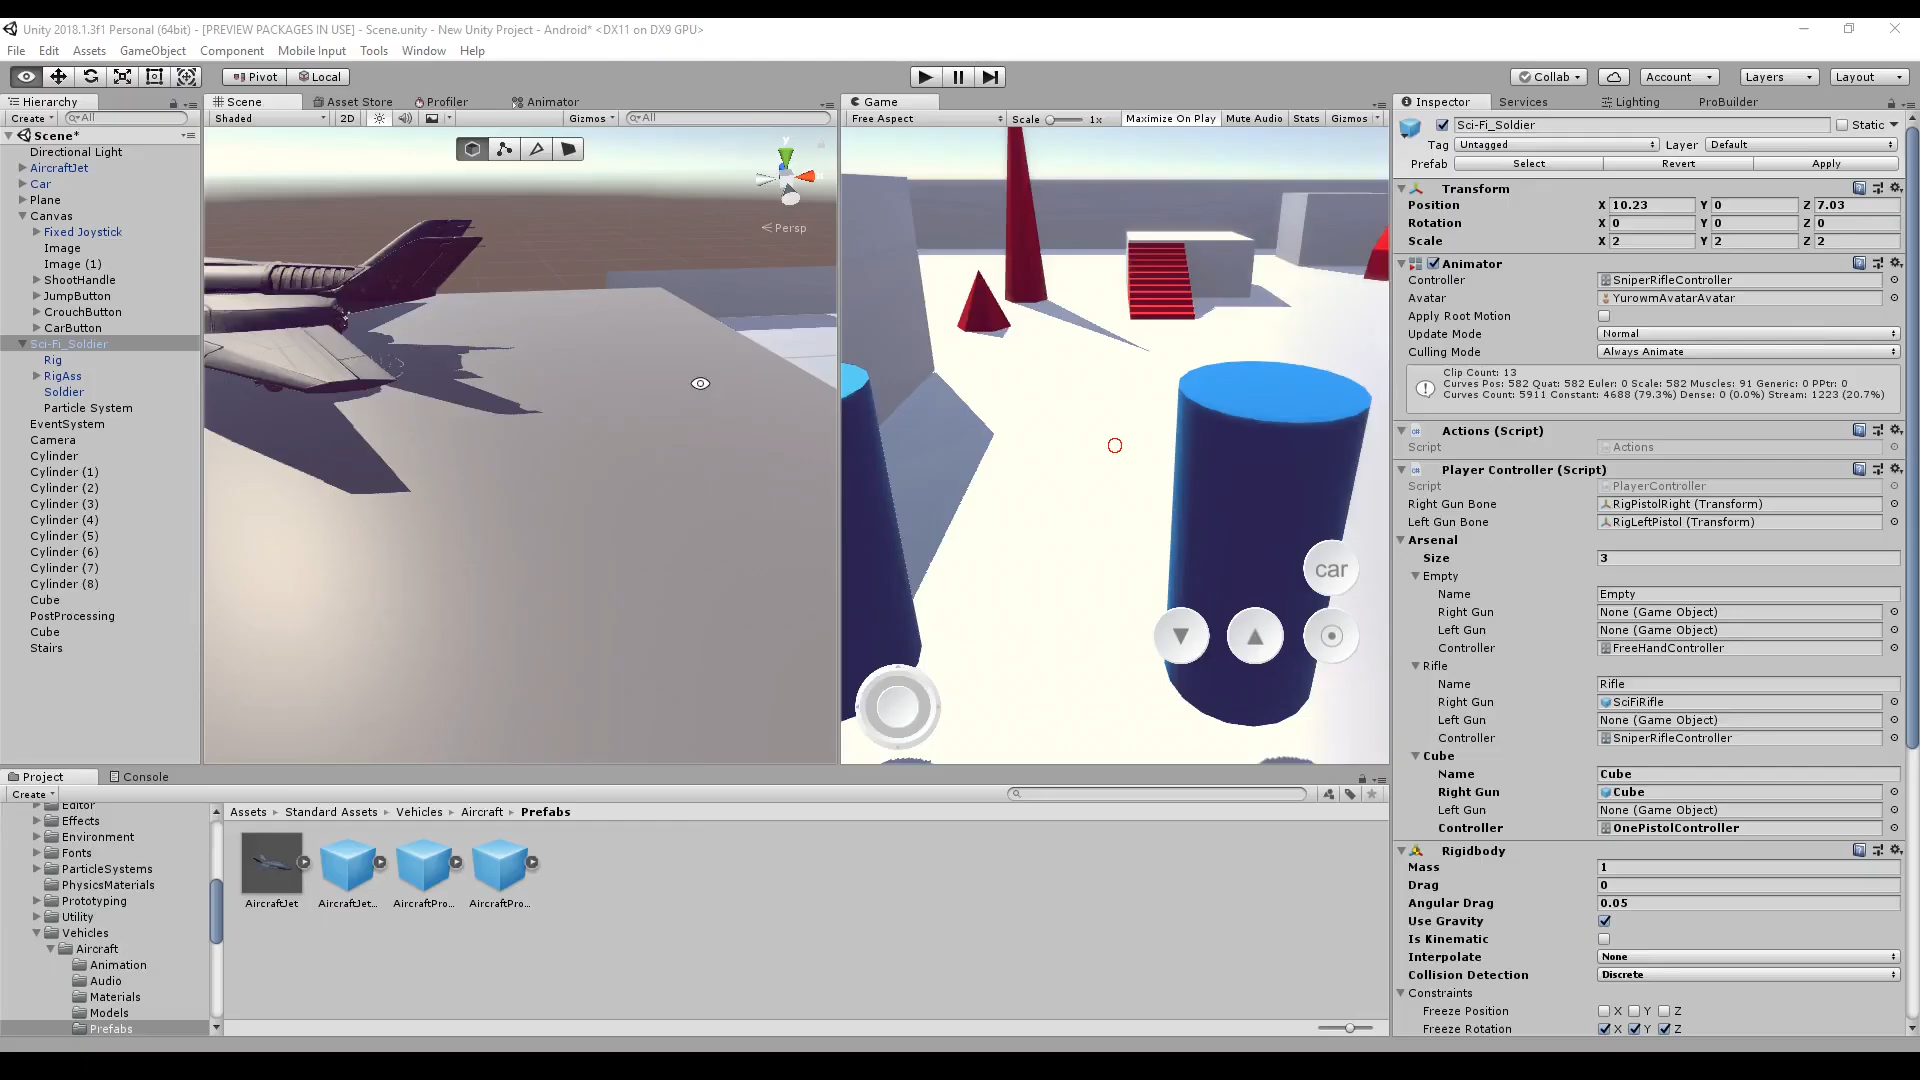 Unity 2018.1.3f1 Personal (64bit) - [PREVIEW PACKAGES IN USE] - Scene.unity - New Unity Project - Android* <DX11 on DX9 GPU>
File Edit Assets GameObject Component Mobile Input Tools Window Help
Pivot Local Collab Account Layers Layout
Hierarchy
Create All
Scene*
Directional Light
AircraftJet
Car
Plane
Canvas
Fixed Joystick
Image
Image (1)
ShootHandle
JumpButton
CrouchButton
CarButton
Sci-Fi_Soldier
Rig
RigAss
Soldier
Particle System
EventSystem
Camera
Cylinder
Cylinder (1)
Cylinder (2)
Cylinder (3)
Cylinder (4)
Cylinder (5)
Cylinder (6)
Cylinder (7)
Cylinder (8)
Cube
PostProcessing
Cube
Stairs
Scene Asset Store Profiler Animator
Shaded 2D Gizmos All
y
Persp
Game
Free Aspect Scale 1x Maximize On Play Mute Audio Stats Gizmos
car
Inspector Services Lighting ProBuilder
Sci-Fi_Soldier Static
Tag Untagged Layer Default
Prefab Select Revert Apply
Transform
Position X 10.23 Y 0 Z 7.03
Rotation X 0 Y 0 Z 0
Scale X 2 Y 2 Z 2
Animator
Controller SniperRifleController
Avatar YurowmAvatarAvatar
Apply Root Motion
Update Mode Normal
Culling Mode Always Animate
Clip Count: 13
Curves Pos: 582 Quat: 582 Euler: 0 Scale: 582 Muscles: 91 Generic: 0 PPtr: 0
Curves Count: 5911 Constant: 4688 (79.3%) Dense: 0 (0.0%) Stream: 1223 (20.7%)
Actions (Script)
Script Actions
Player Controller (Script)
Script PlayerController
Right Gun Bone RigPistolRight (Transform)
Left Gun Bone RigLeftPistol (Transform)
Arsenal
Size 3
Empty
Name Empty
Right Gun None (Game Object)
Left Gun None (Game Object)
Controller FreeHandController
Rifle
Name Rifle
Right Gun SciFiRifle
Left Gun None (Game Object)
Controller SniperRifleController
Cube
Name Cube
Right Gun Cube
Left Gun None (Game Object)
Controller OnePistolController
Rigidbody
Mass 1
Drag 0
Angular Drag 0.05
Use Gravity
Is Kinematic
Interpolate None
Collision Detection Discrete
Constraints
Freeze Position X Y Z
Freeze Rotation X Y Z
Project Console
Create
Editor
Effects
Environment
Fonts
ParticleSystems
PhysicsMaterials
Prototyping
Utility
Vehicles
Aircraft
Animation
Audio
Materials
Models
Prefabs
Assets Standard Assets Vehicles Aircraft Prefabs
AircraftJet AircraftJet... AircraftPro... AircraftPro...